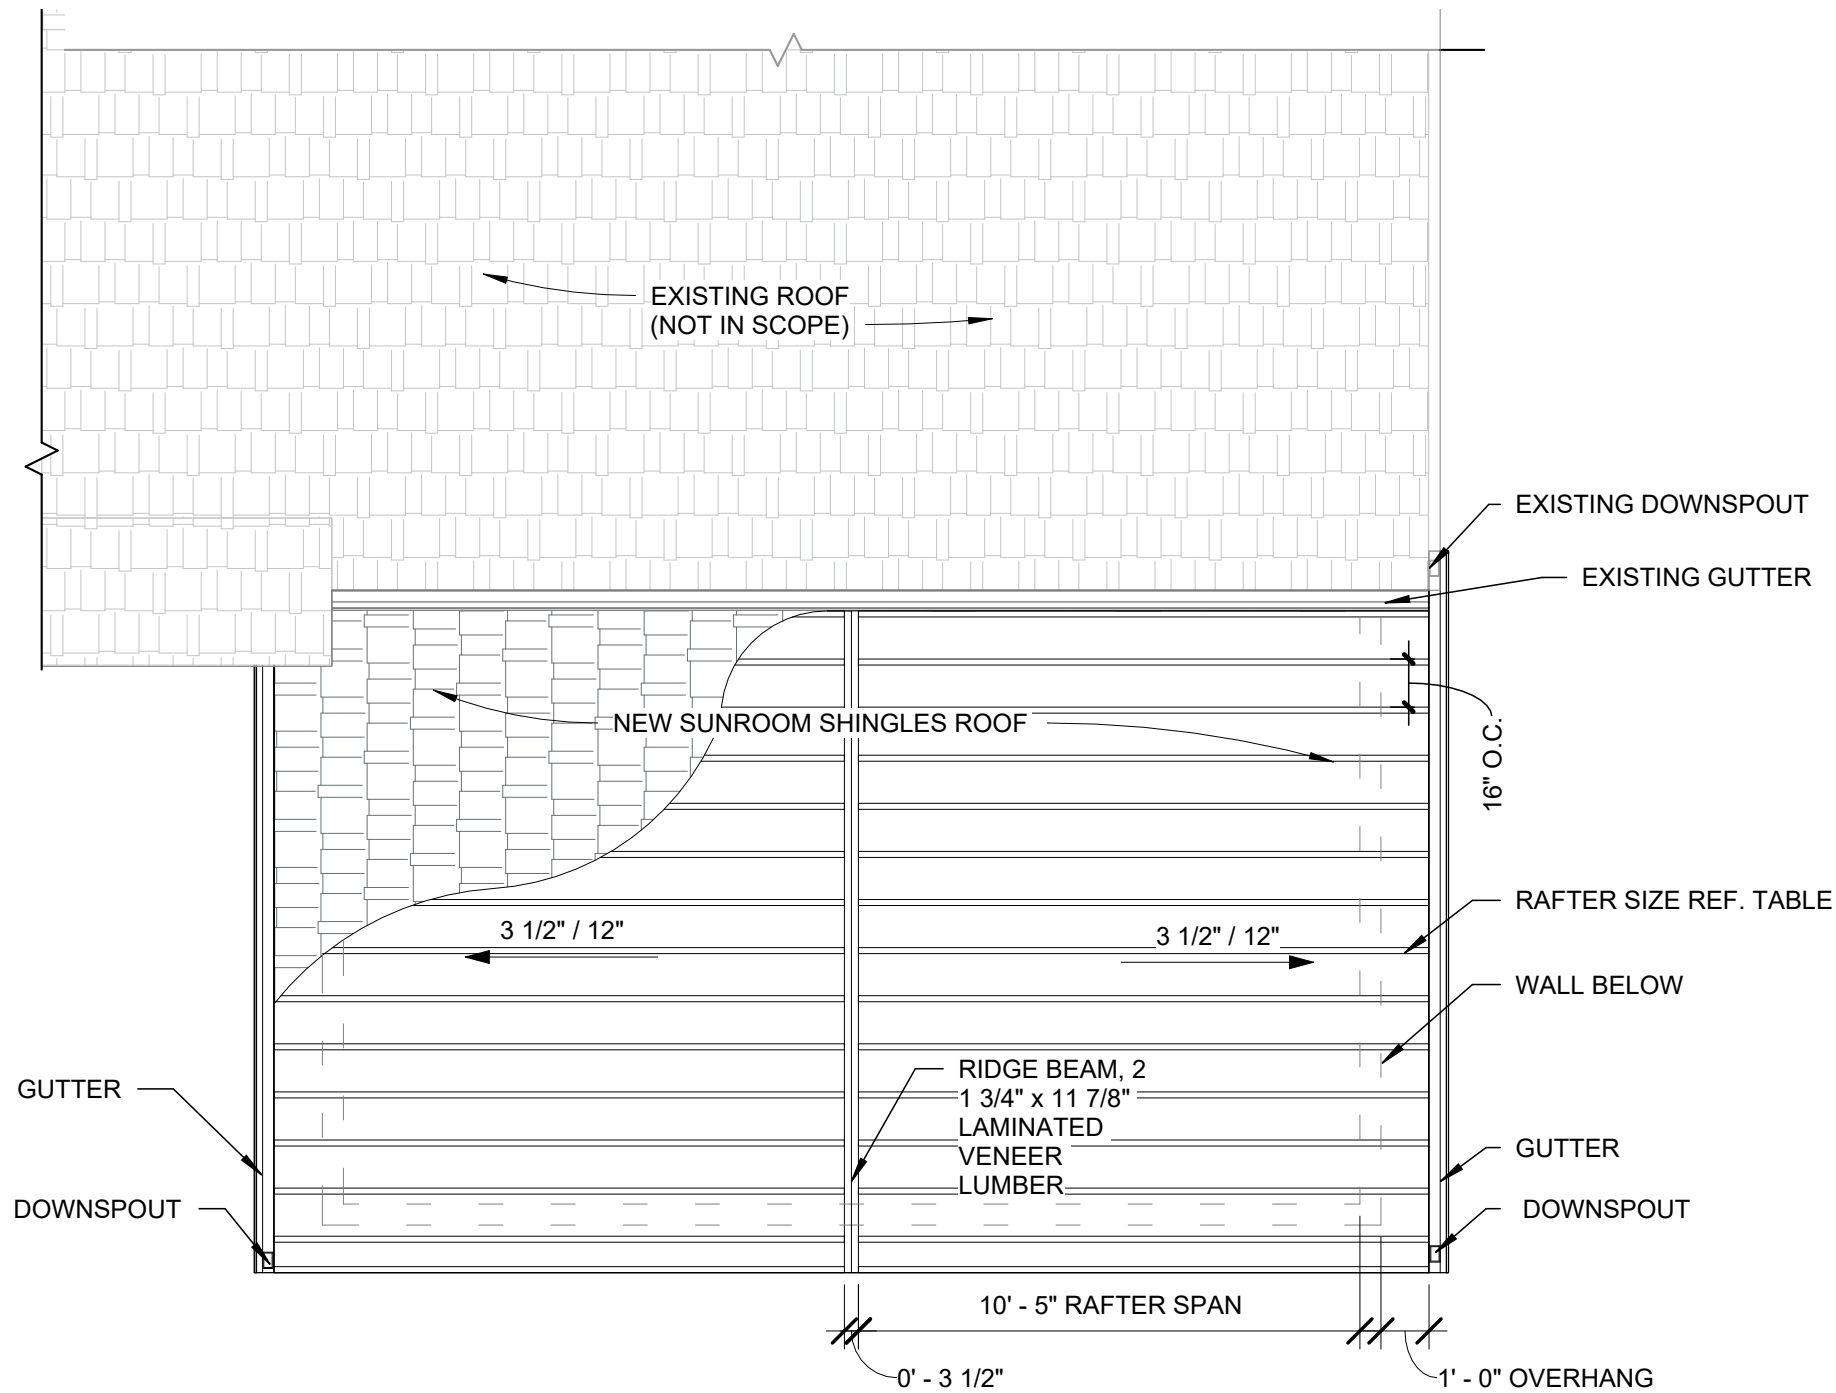 EXISTING ROOF
(NOT IN SCOPE)
EXISTING DOWNSPOUT
EXISTING GUTTER
NEW SUNROOM SHINGLES ROOF
16" O.C.
RAFTER SIZE REF. TABLE
3 1/2" / 12"
3 1/2" / 12"
WALL BELOW
RIDGE BEAM, 2
1 3/4" x 11 7/8"
LAMINATED
VENEER
LUMBER
GUTTER
GUTTER
DOWNSPOUT
DOWNSPOUT
10' - 5" RAFTER SPAN
0' - 3 1/2"
1' - 0" OVERHANG